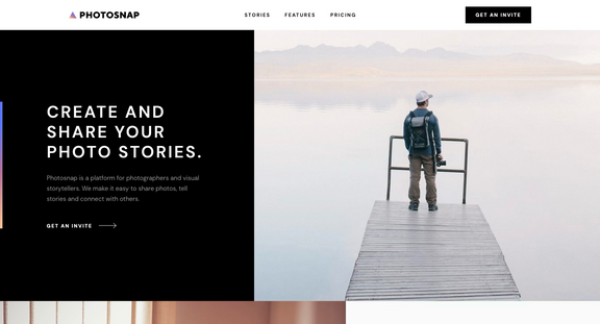 PHOTOSNAP
STORIES FEATURES PRICING
GET AN INVITE
CREATE AND
SHARE YOUR
PHOTO STORIES.
Photosnap is a platform for photographers and visual
storytellers. We make it easy to share photos, tell
stories and connect with others.
GET AN INVITE